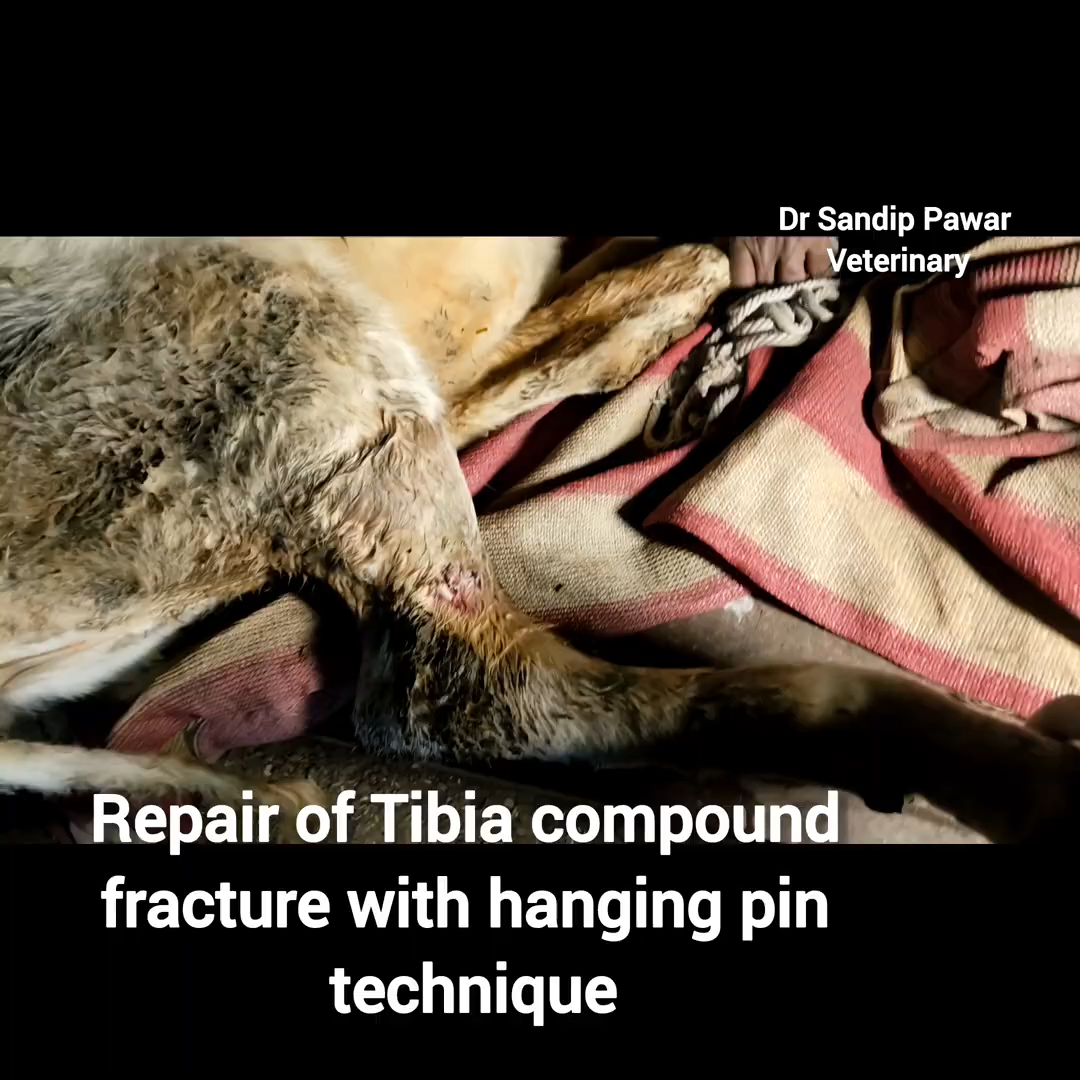 Dr Sandip Pawar
Veterinary
Repair of Tibia compound
fracture with hanging pin
technique